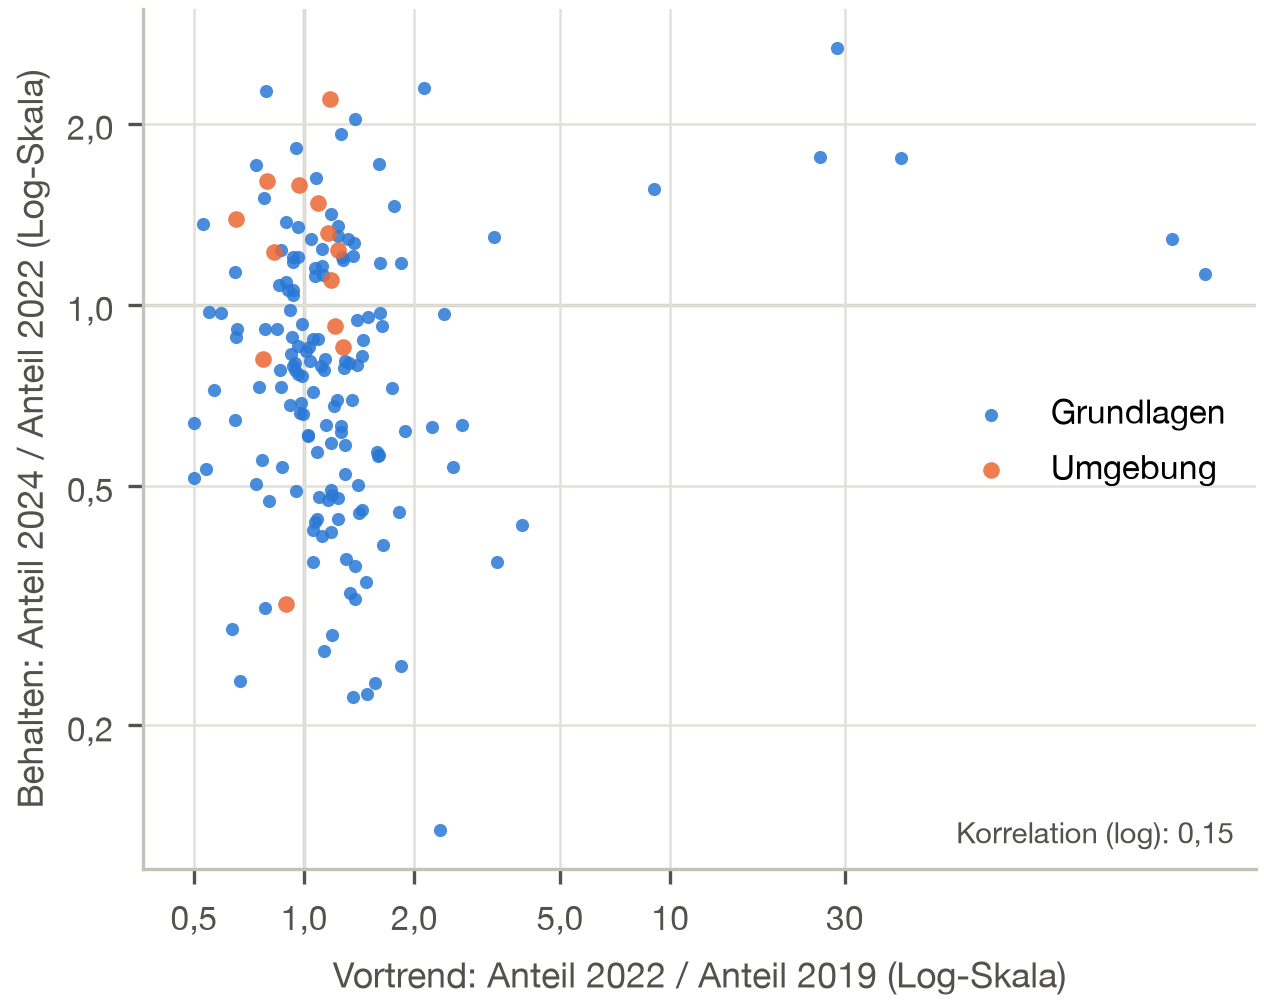 Behalten: Anteil 2024 / Anteil 2022 (Log-Skala)
2,0
1,0
0,5
0,2
Grundlagen
Umgebung
Korrelation (log): 0,15
0,5
1,0
2,0
5,0
10
30
Vortrend: Anteil 2022 / Anteil 2019 (Log-Skala)